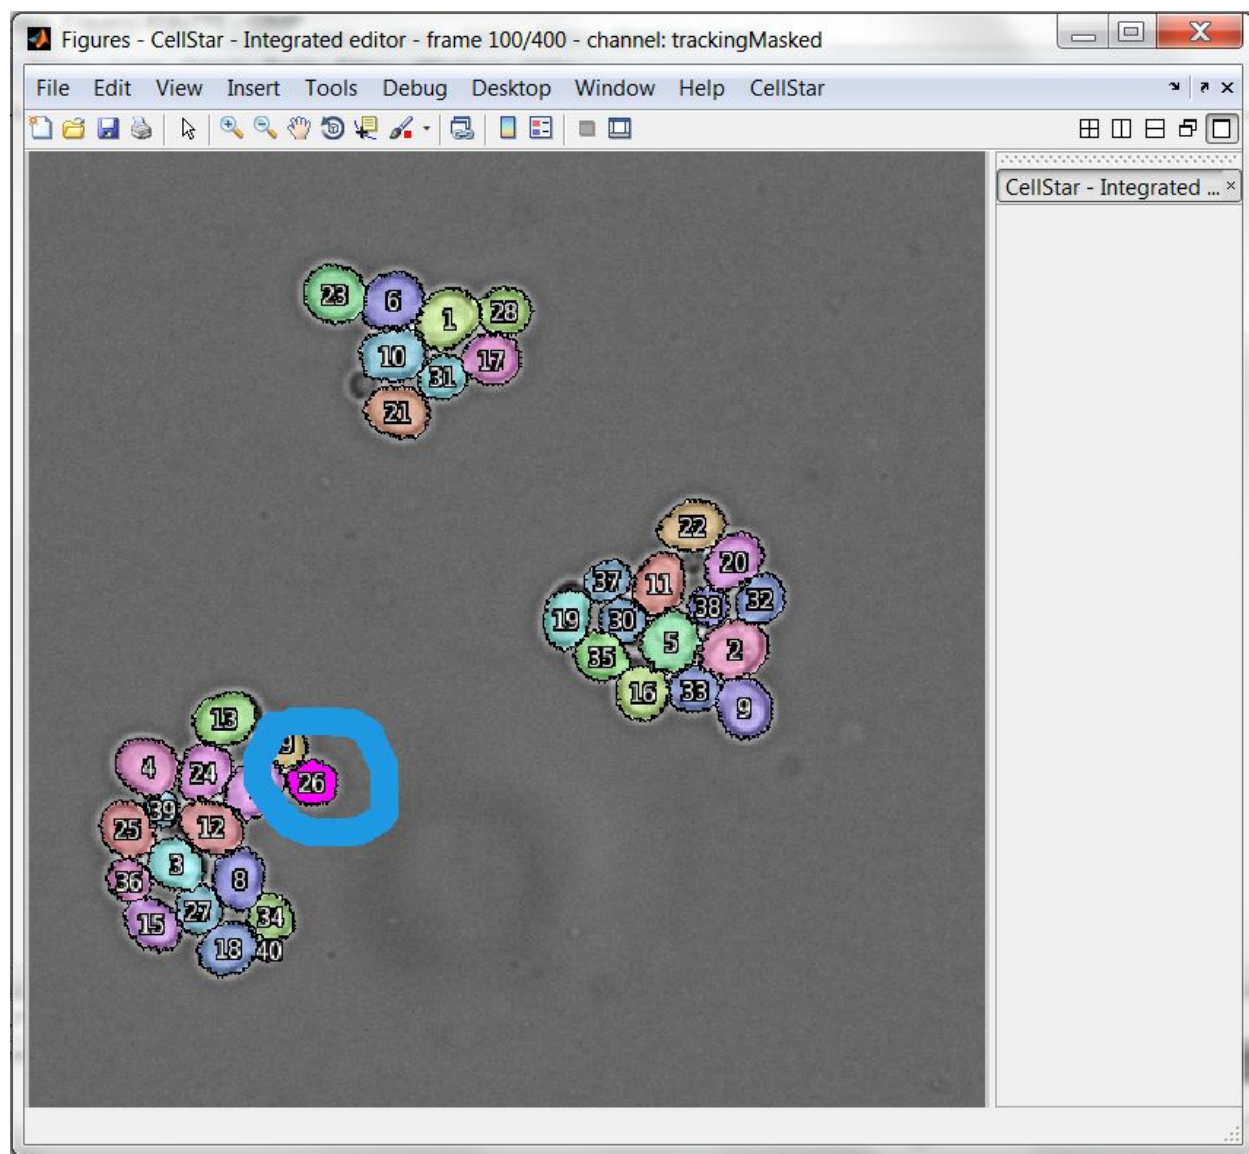 Figures - CellStar - Integrated editor - frame 100/400 - channel: trackingMasked
File Edit View Insert Tools Debug Desktop Window Help CellStar
CellStar - Integrated ...
23 6 1 28
10 31 17
21
22
20
37 11
38 32
19 30
5 2
35
16 33 9
13
9
4 24 26
39
25 12
3
36 8
27 34
15
18 40